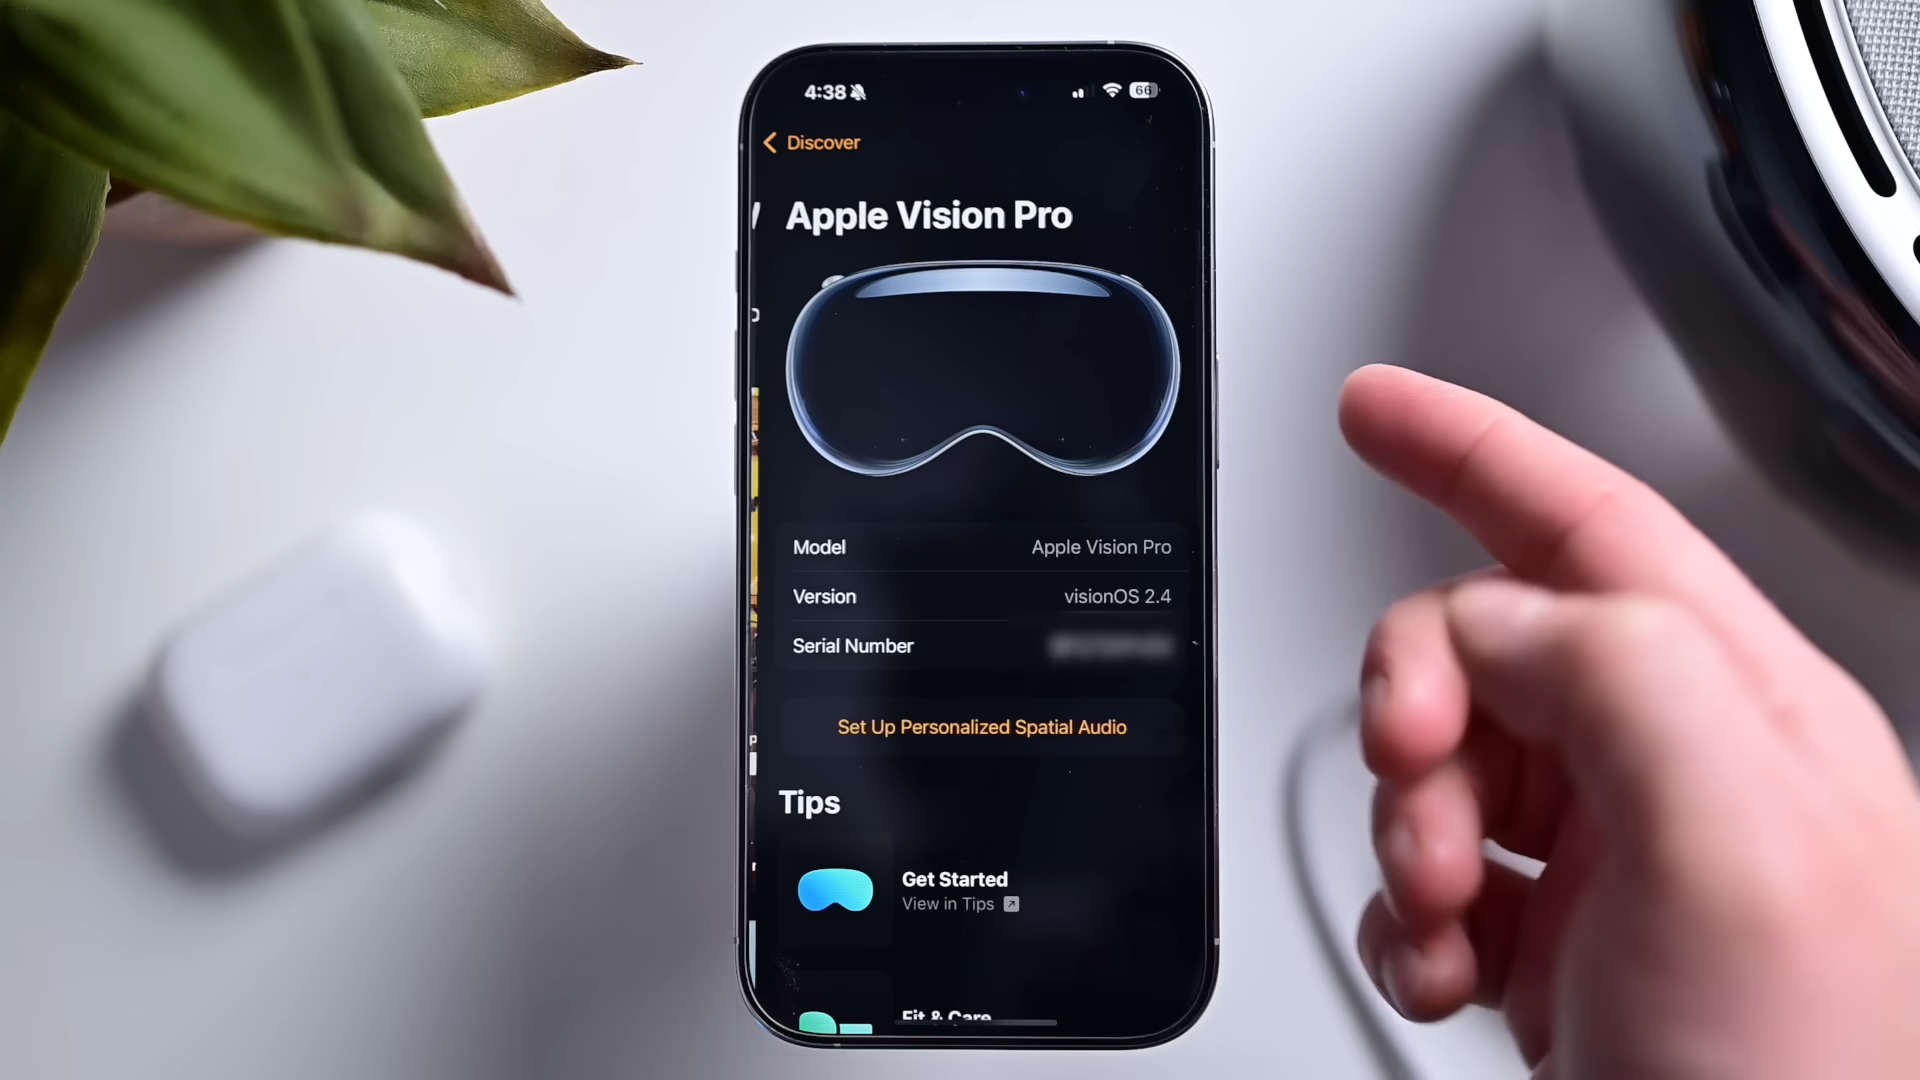 4:38
66
Discover
Apple Vision Pro
Model Apple Vision Pro
Version visionOS 2.4
Serial Number
Set Up Personalized Spatial Audio
Tips
Get Started
View in Tips
Fit & Care